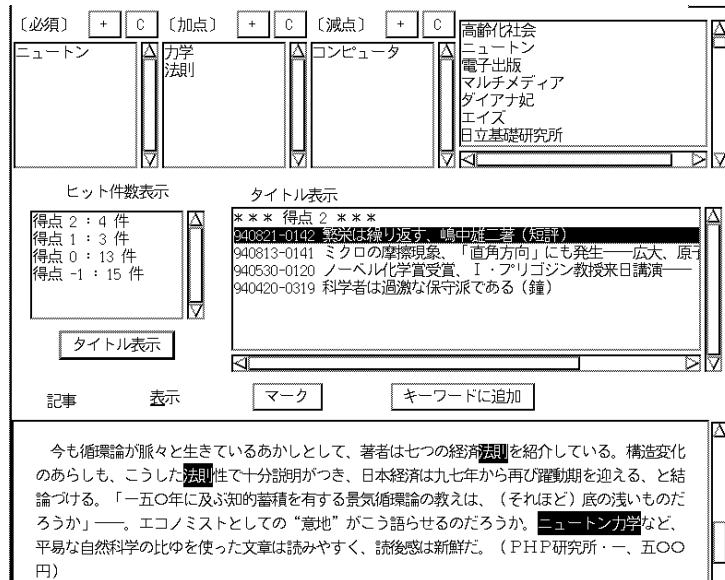 〔必須〕 + C 〔加点〕 + C 〔減点〕 + C
ニュートン
力学
法則
コンピュータ
高齢化社会
ニュートン
電子出版
マルチメディア
ダイアナ妃
エイズ
日立基礎研究所
ヒット件数表示
得点 2 : 4 件
得点 1 : 3 件
得点 0 : 13 件
得点 -1 : 15 件
タイトル表示
タイトル表示
*** 得点 2 ***
940821-0142 繁栄は繰り返す、嶋中雄二著（短評）
940813-0141 ミクロの摩擦現象、「直角方向」にも発生――広大、原子
940530-0120 ノーベル化学賞受賞、Ｉ・プリゴジン教授来日講演――
940420-0319 科学者は過激な保守派である（鐘）
記事 表示 マーク キーワードに追加
今も循環論が脈々と生きているあかしとして、著者は七つの経済法則を紹介している。構造変化
のあらしも、こうした法則性で十分説明がつき、日本経済は九七年から再び躍動期を迎える、と結
論づける。「一五〇年に及ぶ知的蓄積を有する景気循環論の教えは、（それほど）底の浅いものだ
ろうか」――。エコノミストとしての“意地”がこう語らせるのだろうか。ニュートン力学など、
平易な自然科学の比ゆを使った文章は読みやすく、読後感は新鮮だ。（ＰＨＰ研究所・一、五〇〇
円）